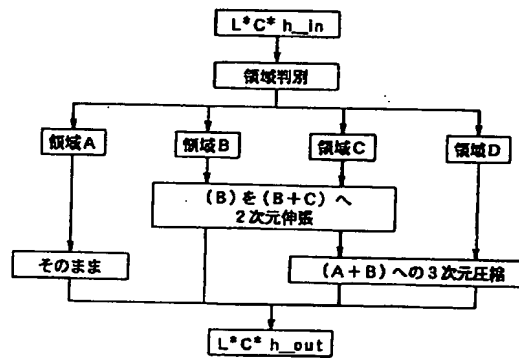 L*C* h_in
領域判別
領域A
領域B
領域C
領域D
(B)を(B+C)へ
2次元伸張
そのまま
(A+B)への3次元圧縮
L*C* h_out